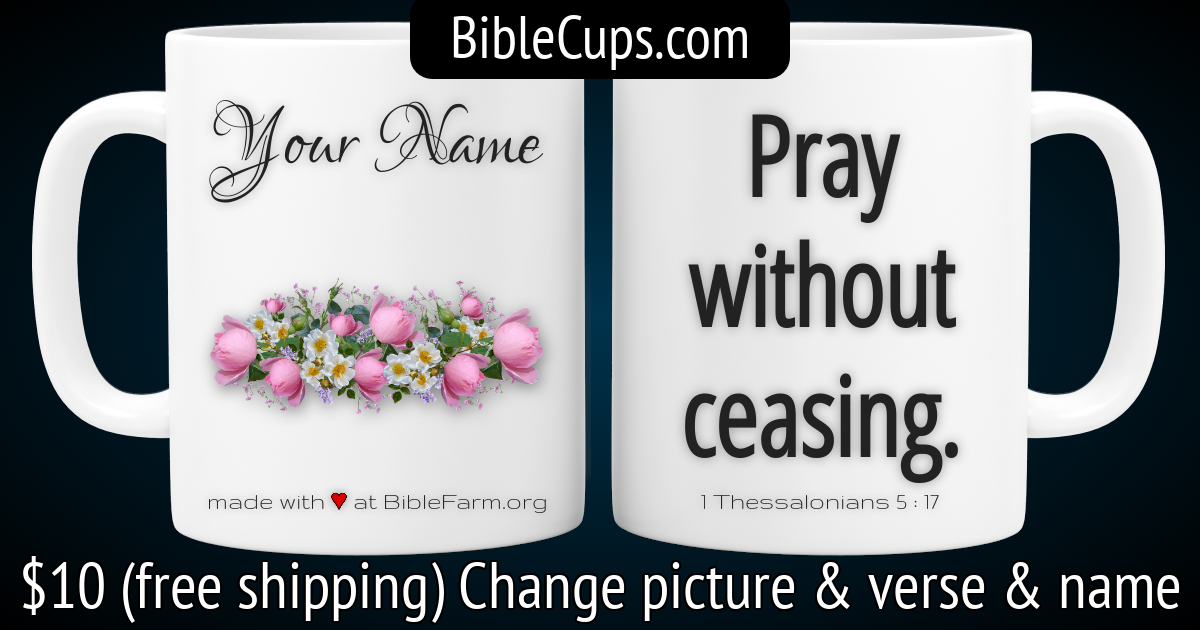 BibleCups.com
Your Name
made with ❤ at BibleFarm.org
Pray
without
ceasing.
1 Thessalonians 5 : 17
$10 (free shipping) Change picture & verse & name